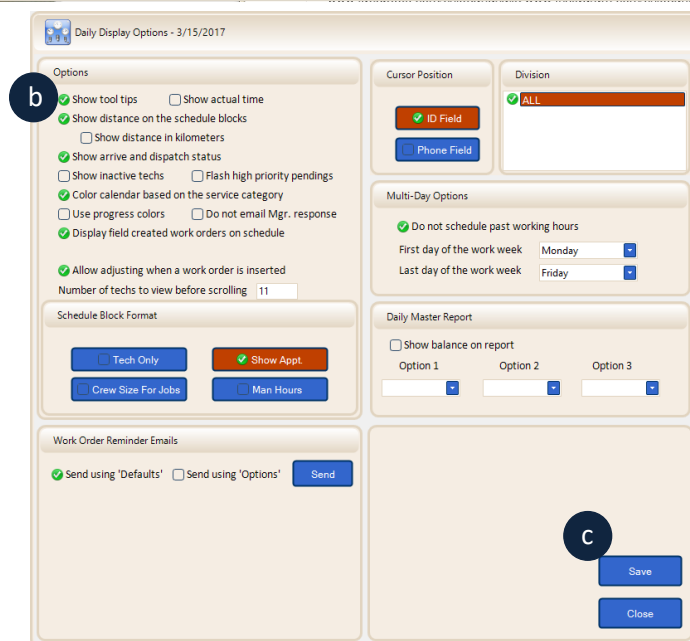 Daily Display Options - 3/15/2017
Options
b
Show tool tips Show actual time
Show distance on the schedule blocks
Show distance in kilometers
Show arrive and dispatch status
Show inactive techs Flash high priority pendings
Color calendar based on the service category
Use progress colors Do not email Mgr. response
Display field created work orders on schedule
Allow adjusting when a work order is inserted
Number of techs to view before scrolling 11
Schedule Block Format
Tech Only Show Appt.
Crew Size For Jobs Man Hours
Cursor Position
ID Field
Phone Field
Division
ALL
Multi-Day Options
Do not schedule past working hours
First day of the work week Monday
Last day of the work week Friday
Daily Master Report
Show balance on report
Option 1 Option 2 Option 3
Work Order Reminder Emails
Send using 'Defaults' Send using 'Options' Send
c
Save
Close